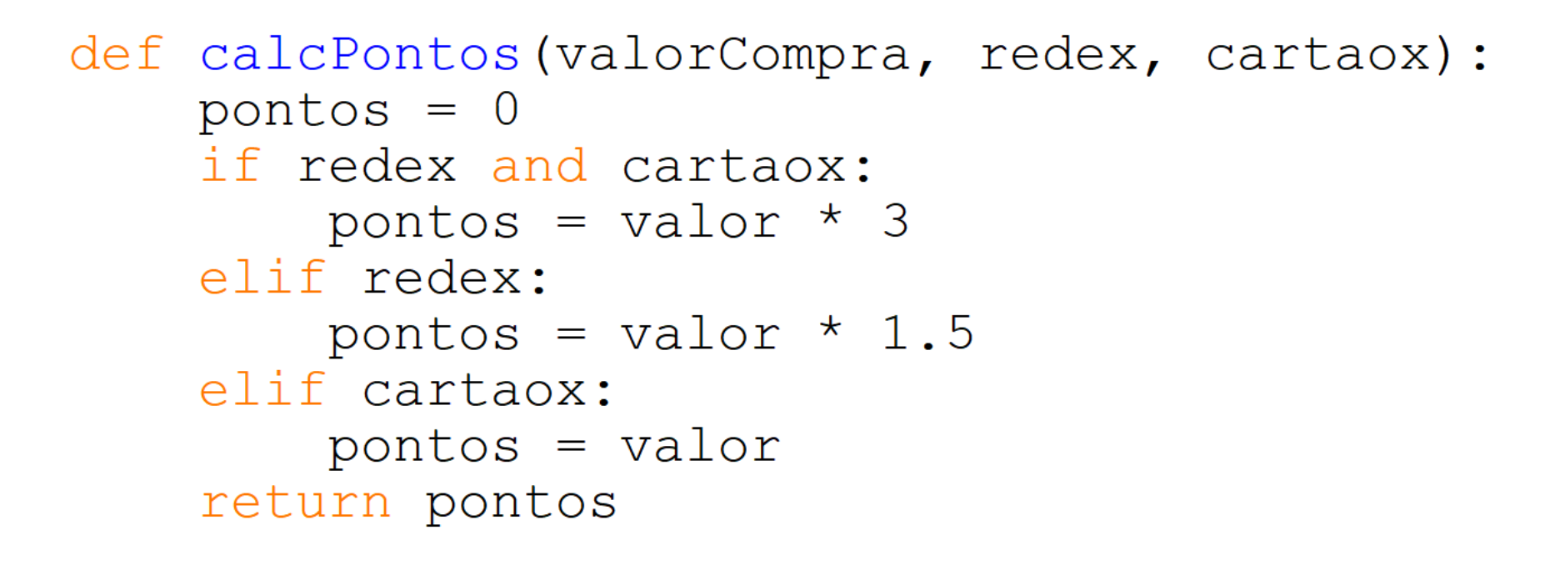 def calcPontos(valorCompra, redex, cartaox):
    pontos = 0
    if redex and cartaox:
        pontos = valor * 3
    elif redex:
        pontos = valor * 1.5
    elif cartaox:
        pontos = valor
    return pontos